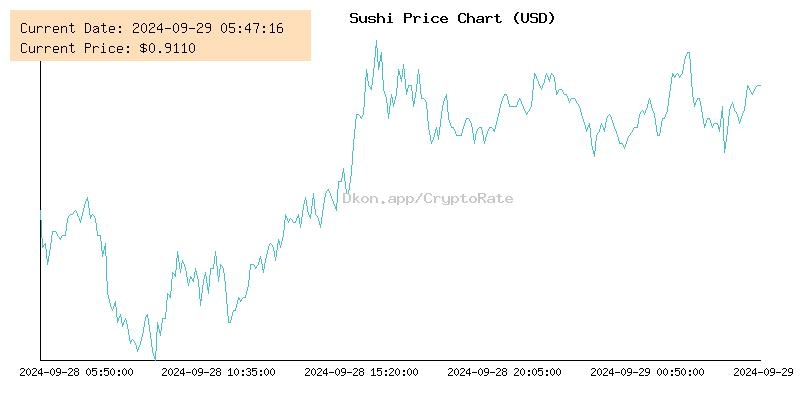 Sushi Price Chart (USD)
Current Date: 2024-09-29 05:47:16
Current Price: $0.9110
Dkon.app/CryptoRate
2024-09-28 05:50:00 2024-09-28 10:35:00 2024-09-28 15:20:00 2024-09-28 20:05:00 2024-09-29 00:50:00 2024-09-29